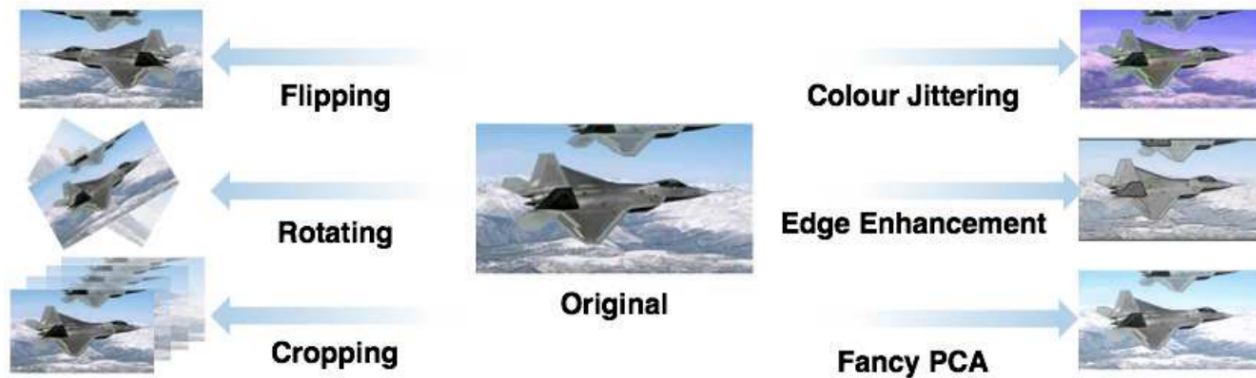 Flipping
Colour Jittering
Rotating
Edge Enhancement
Original
Cropping
Fancy PCA